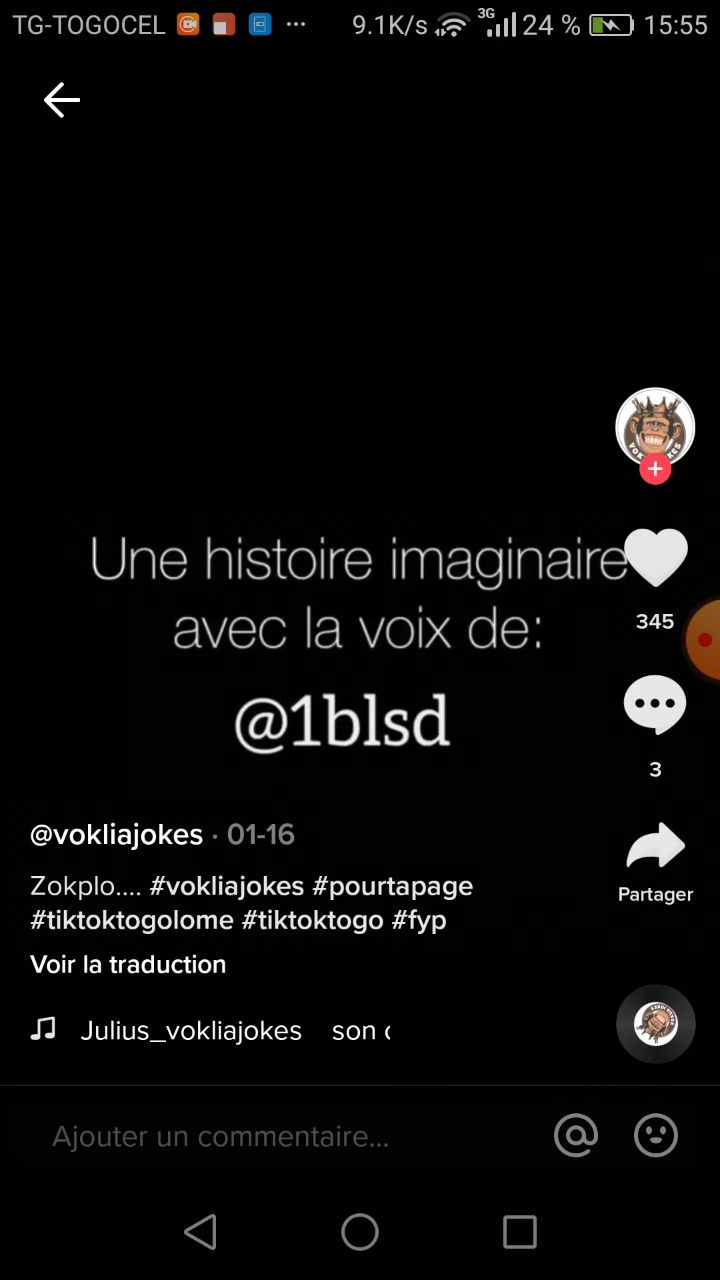 TG-TOGOCEL ... 9.1K/s 3G 24 % 15:55
Une histoire imaginaire
avec la voix de:
@1blsd
345
3
@vokliajokes · 01-16
Zokplo.... #vokliajokes #pourtapage
#tiktoktogolome #tiktoktogo #fyp
Partager
Voir la traduction
Julius_vokliajokes son
Ajouter un commentaire...